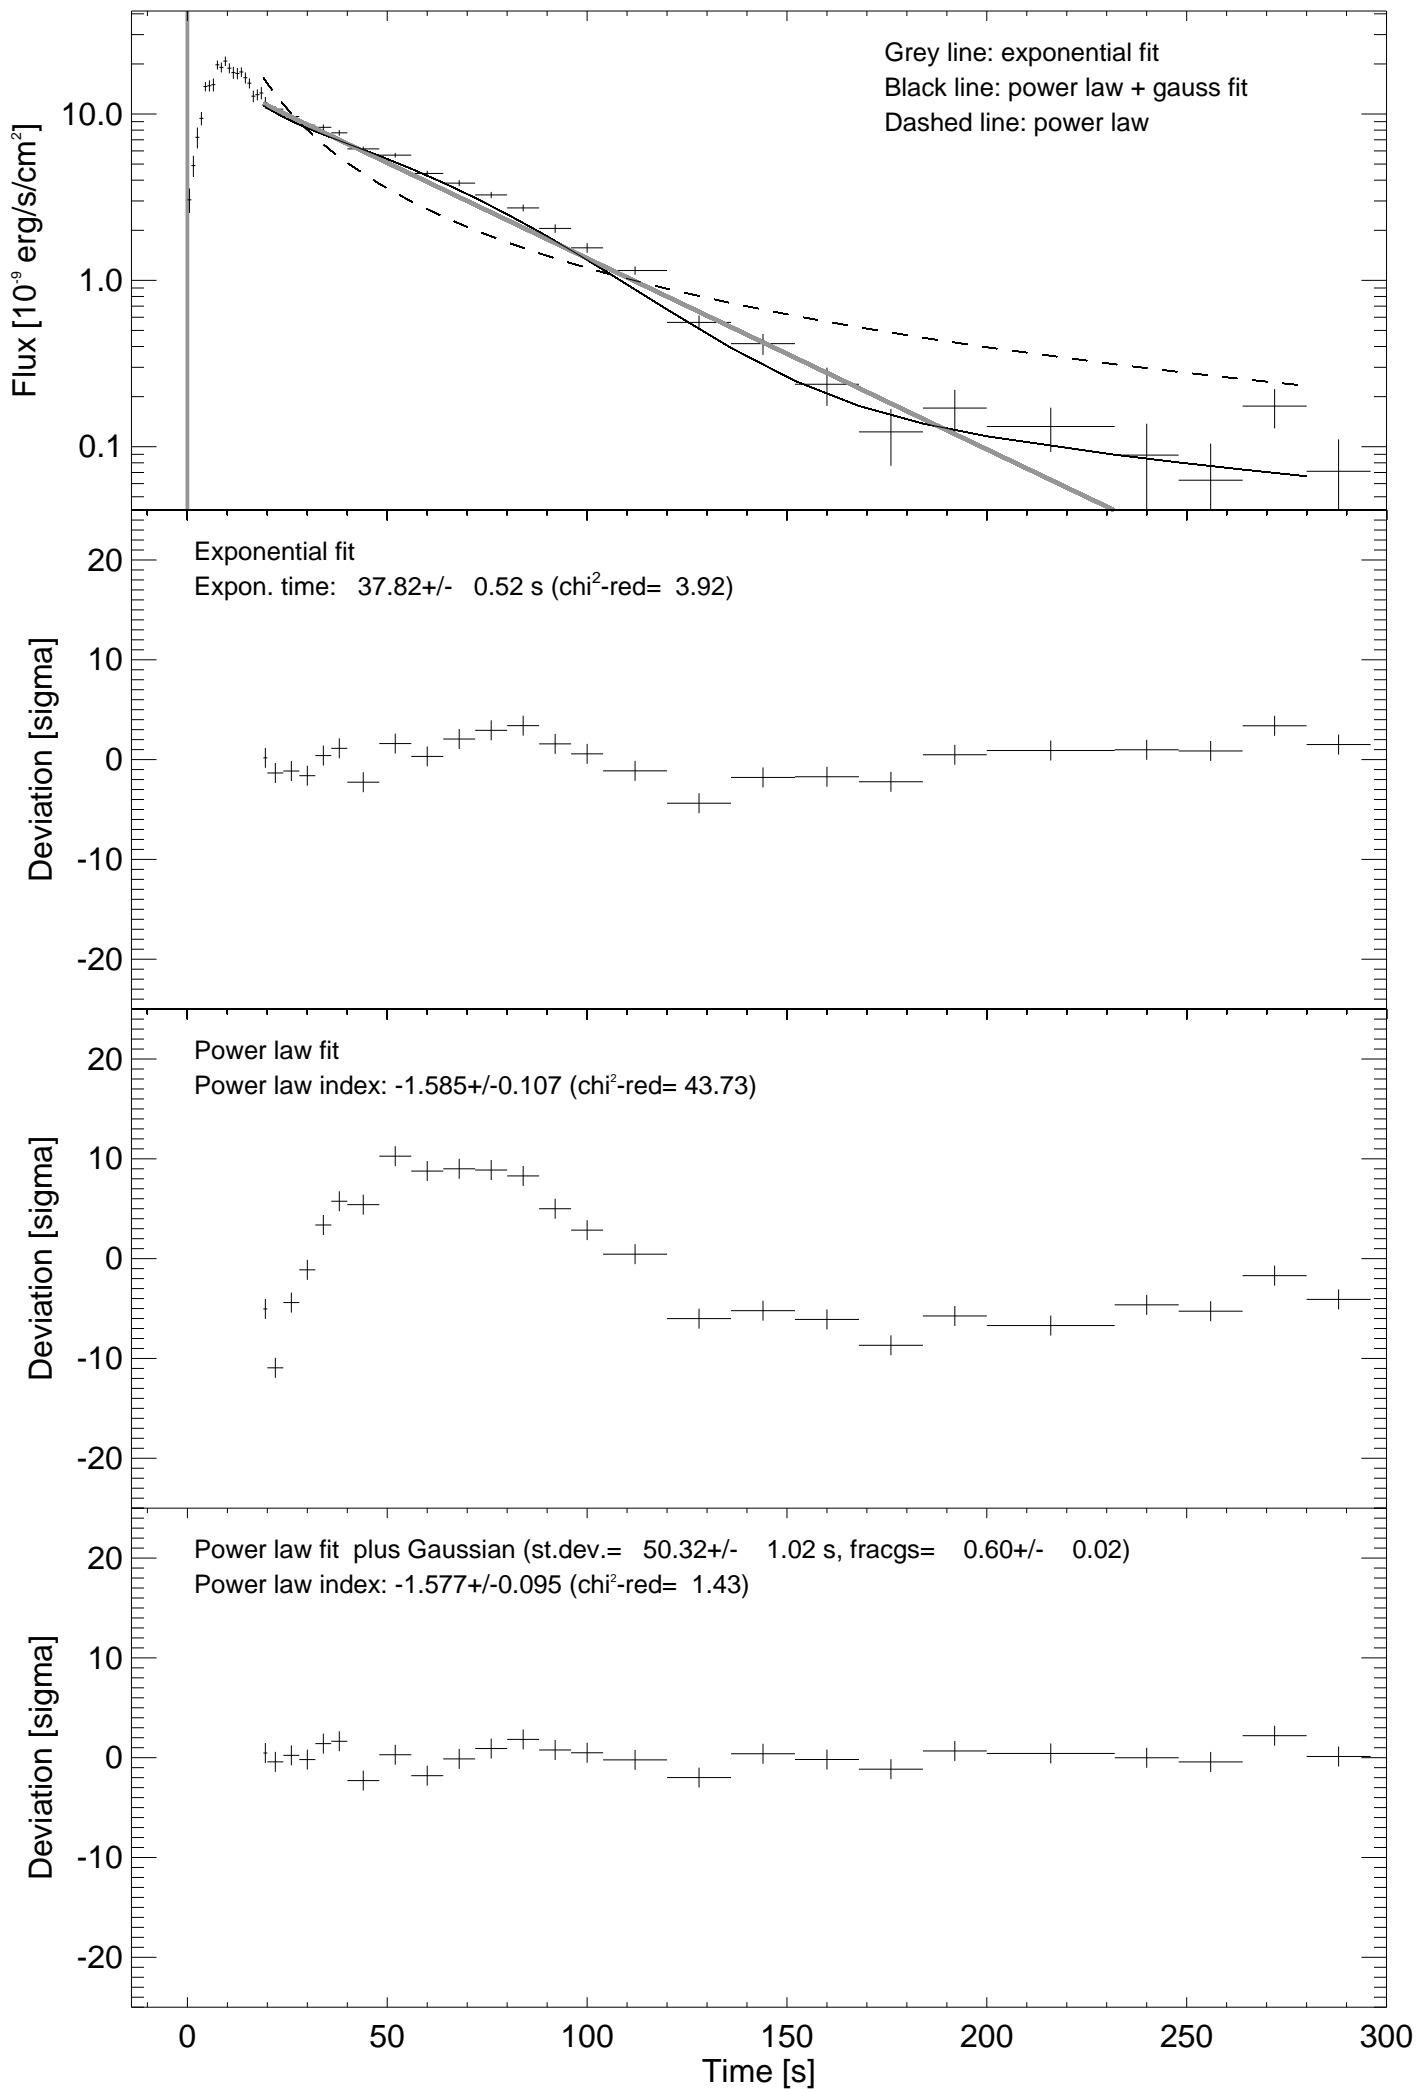 Grey line: exponential fit
Black line: power law + gauss fit
Dashed line: power law
10.0
1.0
0.1
Flux [10⁻⁹ erg/s/cm²]
Exponential fit
Expon. time: 37.82+/- 0.52 s (chi²-red= 3.92)
20
10
0
-10
-20
Deviation [sigma]
Power law fit
Power law index: -1.585+/-0.107 (chi²-red= 43.73)
20
10
0
-10
-20
Deviation [sigma]
Power law fit plus Gaussian (st.dev.= 50.32+/- 1.02 s, fracgs= 0.60+/- 0.02)
Power law index: -1.577+/-0.095 (chi²-red= 1.43)
20
10
0
-10
-20
Deviation [sigma]
0 50 100 150 200 250 300
Time [s]